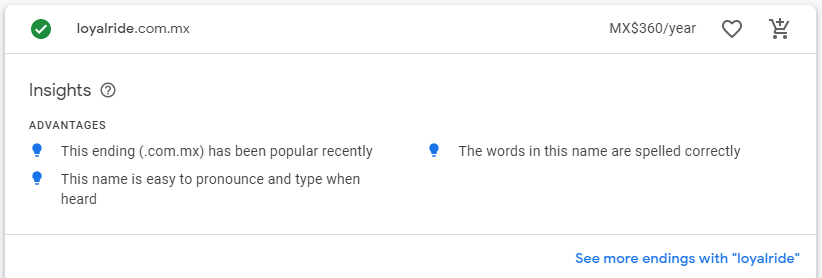 loyalride.com.mx MX$360/year
Insights
ADVANTAGES
This ending (.com.mx) has been popular recently
The words in this name are spelled correctly
This name is easy to pronounce and type when
heard
See more endings with "loyalride"